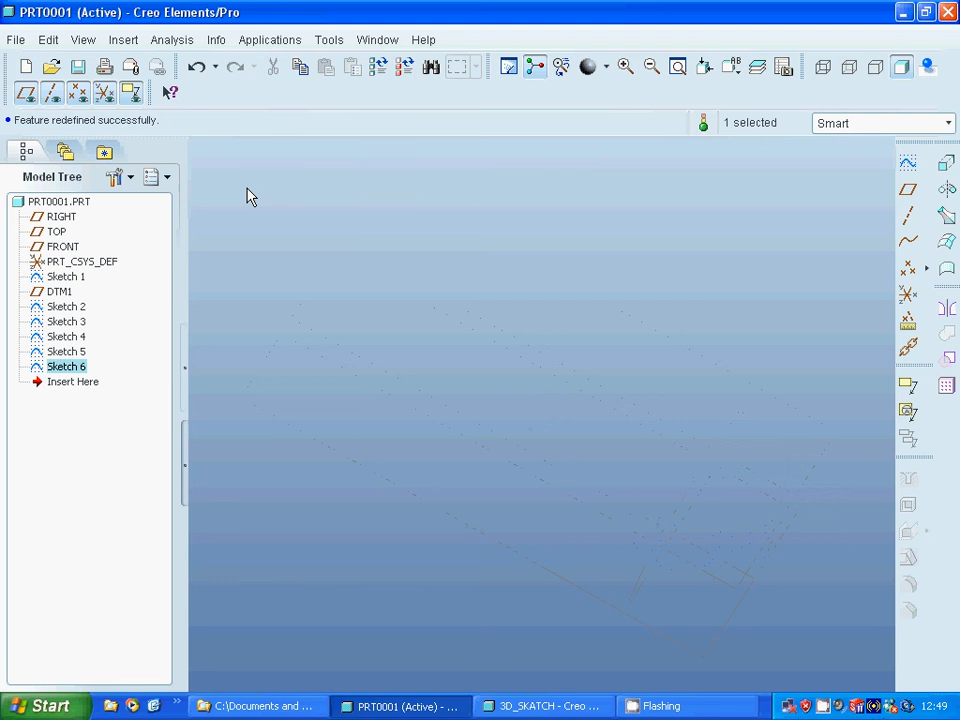 PRT0001 (Active) - Creo Elements/Pro
File Edit View Insert Analysis Info Applications Tools Window Help
Feature redefined successfully.
1 selected
Smart
Model Tree
PRT0001.PRT
RIGHT
TOP
FRONT
PRT_CSYS_DEF
Sketch 1
DTM1
Sketch 2
Sketch 3
Sketch 4
Sketch 5
Sketch 6
Insert Here
Start
C:\Documents and ...
PRT0001 (Active) - ...
3D_SKATCH - Creo ...
Flashing
12:49